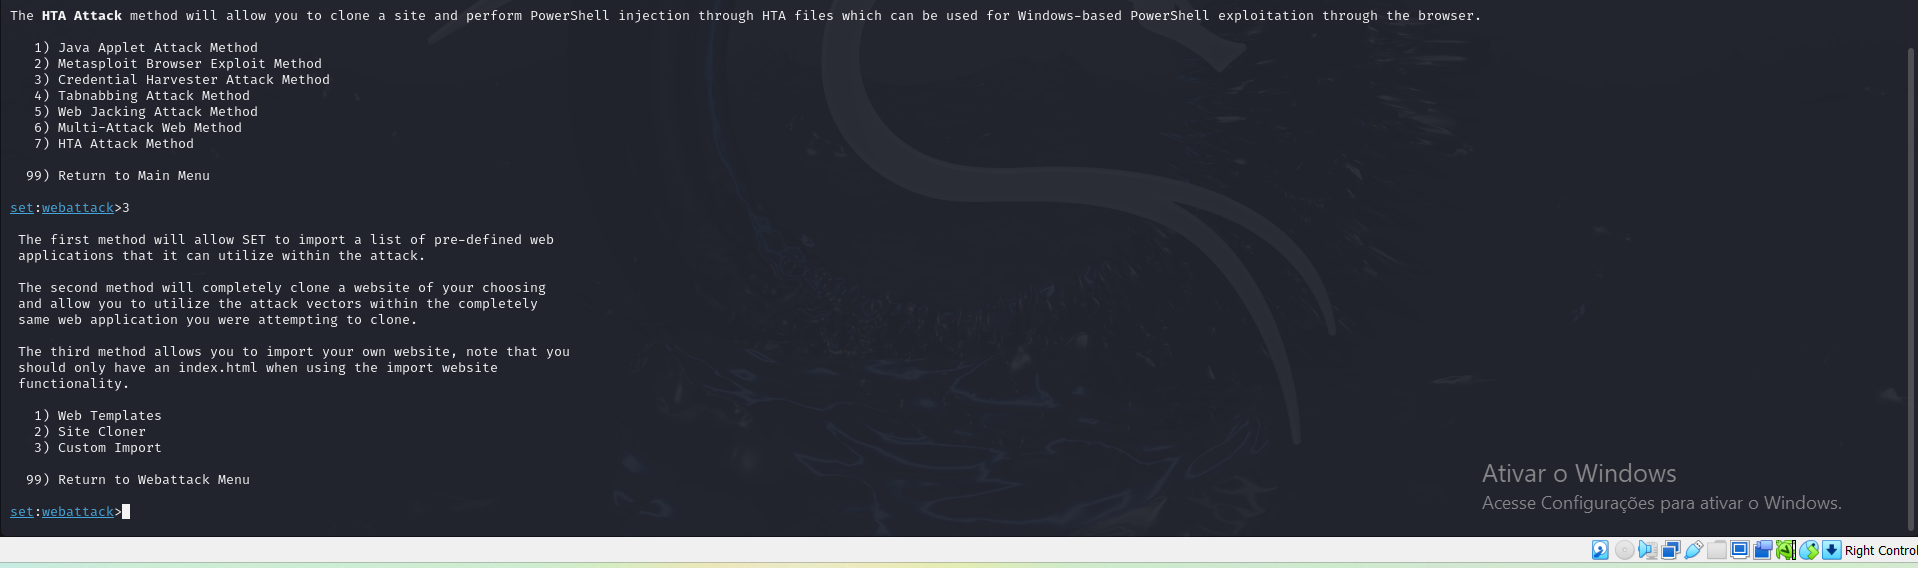 The HTA Attack method will allow you to clone a site and perform PowerShell injection through HTA files which can be used for Windows-based PowerShell exploitation through the browser.
1) Java Applet Attack Method
2) Metasploit Browser Exploit Method
3) Credential Harvester Attack Method
4) Tabnabbing Attack Method
5) Web Jacking Attack Method
6) Multi-Attack Web Method
7) HTA Attack Method
99) Return to Main Menu
set:webattack>3
The first method will allow SET to import a list of pre-defined web
applications that it can utilize within the attack.
The second method will completely clone a website of your choosing
and allow you to utilize the attack vectors within the completely
same web application you were attempting to clone.
The third method allows you to import your own website, note that you
should only have an index.html when using the import website
functionality.
1) Web Templates
2) Site Cloner
3) Custom Import
99) Return to Webattack Menu
set:webattack>
Ativar o Windows
Acesse Configurações para ativar o Windows.
Right Control